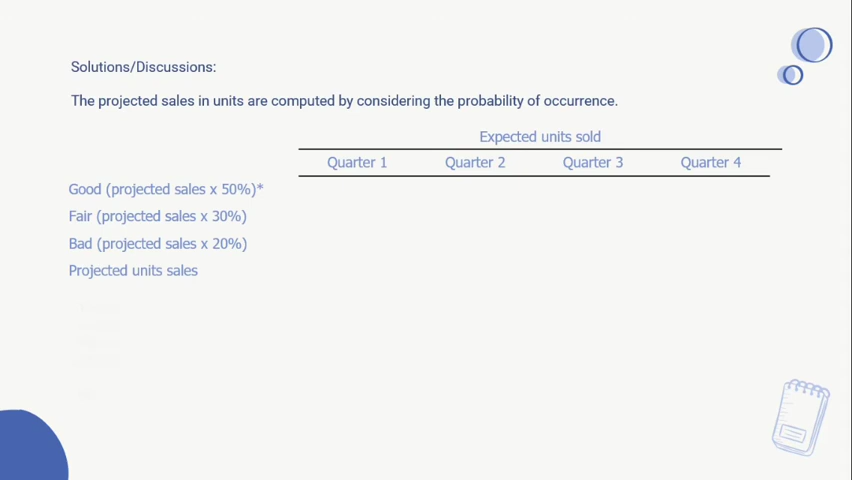 Solutions/Discussions:
The projected sales in units are computed by considering the probability of occurrence.
Expected units sold
Quarter 1 Quarter 2 Quarter 3 Quarter 4
Good (projected sales x 50%)*
Fair (projected sales x 30%)
Bad (projected sales x 20%)
Projected units sales